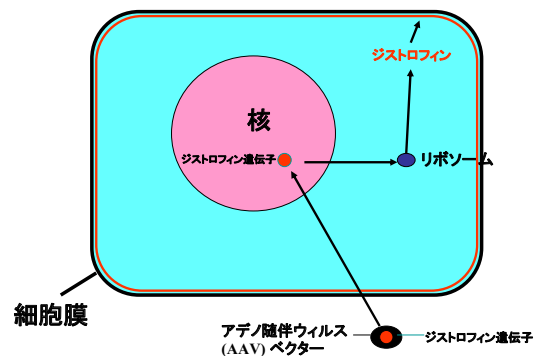 ジストロフィン
核
ジストロフィン遺伝子
リボソーム
細胞膜
アデノ随伴ウィルス
(AAV) ベクター
ジストロフィン遺伝子